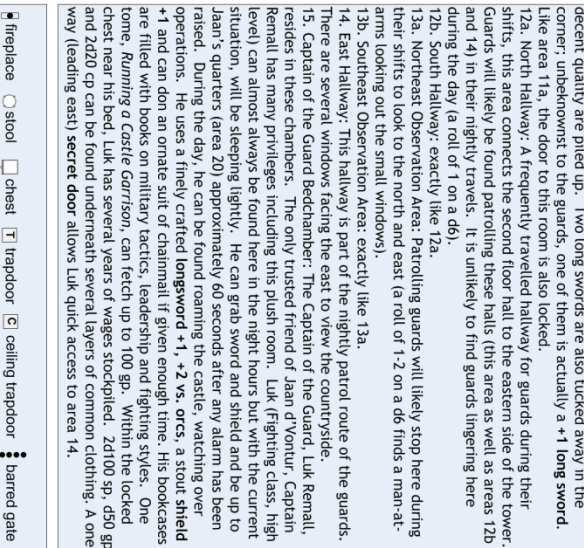 decent quality are piled up. Two long swords are also tucked away in the
corner; unbeknownst to the guards, one of them is actually a +1 long sword.
Like area 11a, the door to this room is also locked.
12a. North Hallway: A frequently travelled hallway for guards during their
shifts, this area connects the second floor hall to the eastern side of the tower.
Guards will likely be found patrolling these halls (this area as well as areas 12b
and 14) in their nightly travels. It is unlikely to find guards lingering here
during the day (a roll of 1 on a d6).
12b. South Hallway: exactly like 12a.
13a. Northeast Observation Area: Patrolling guards will likely stop here during
their shifts to look to the north and east (a roll of 1-2 on a d6 finds a man-at-
arms looking out the small windows).
13b. Southeast Observation Area: exactly like 13a.
14. East Hallway: This hallway is part of the nightly patrol route of the guards.
There are several windows facing the east to view the countryside.
15. Captain of the Guard Bedchamber: The Captain of the Guard, Luk Remall,
resides in these chambers. The only trusted friend of Jaan d'Vontur, Captain
Remall has many privileges including this plush room. Luk (Fighting class, high
level) can almost always be found here in the night hours but with the current
situation, will be sleeping lightly. He can grab sword and shield and be up to
Jaan's quarters (area 20) approximately 60 seconds after any alarm has been
raised. During the day, he can be found roaming the castle, watching over
operations. He uses a finely crafted longsword +1, +2 vs. orcs, a stout shield
+1 and can don an ornate suit of chainmail if given enough time. His bookcases
are filled with books on military tactics, leadership and fighting styles. One
tome, Running a Castle Garrison, can fetch up to 100 gp. Within the locked
chest near his bed, Luk has several years of wages stockpiled. 2d100 sp, d50 gp
and 2d20 cp can be found underneath several layers of common clothing. A one
way (leading east) secret door allows Luk quick access to area 14.
fireplace stool chest T trapdoor C ceiling trapdoor barred gate